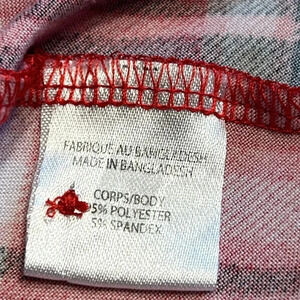 FABRIQUE AU BANGLADESH
MADE IN BANGLADESH
CORPS/BODY
95% POLYESTER
5% SPANDEX